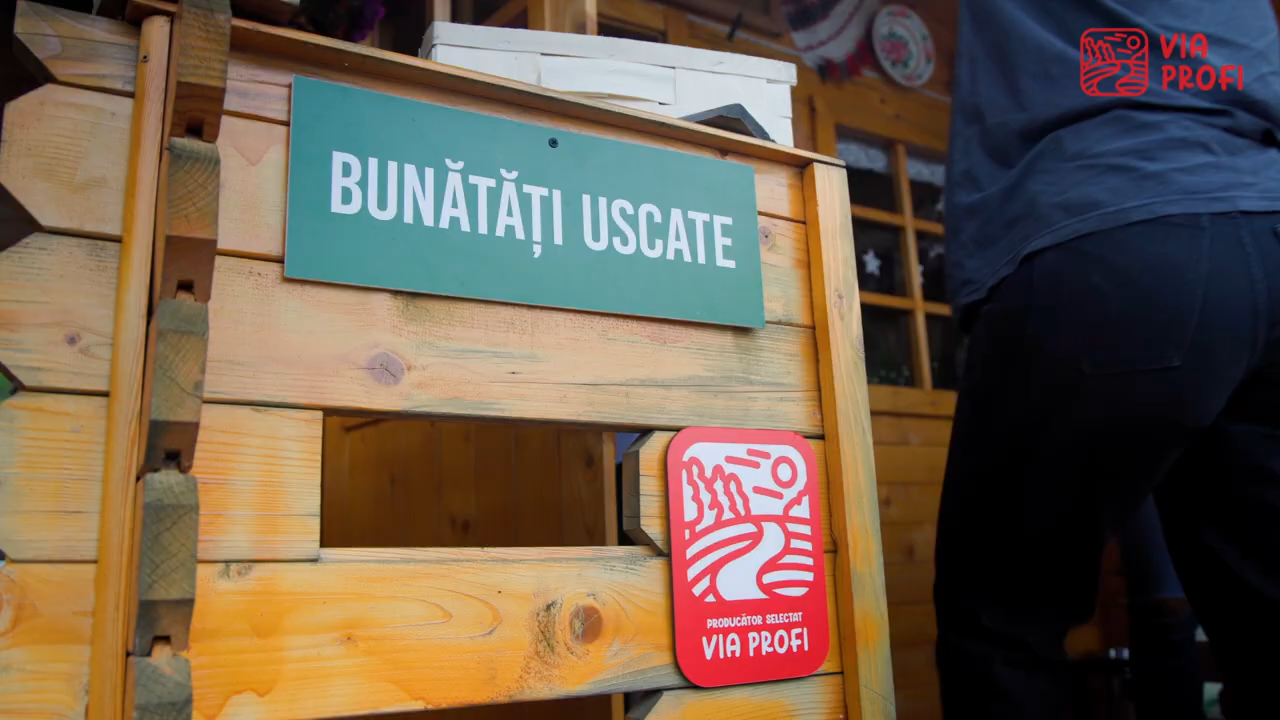 VIA
PROFI
BUNĂTĂȚI USCATE
PRODUCĂTOR SELECTAT
VIA PROFI